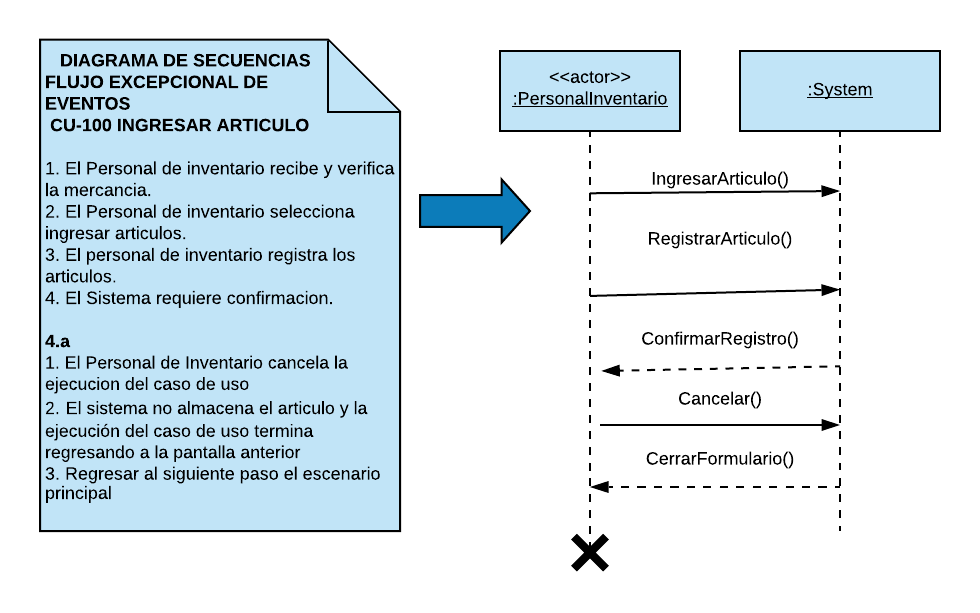 DIAGRAMA DE SECUENCIAS
FLUJO EXCEPCIONAL DE
EVENTOS
CU-100 INGRESAR ARTICULO
1. El Personal de inventario recibe y verifica
la mercancia.
2. El Personal de inventario selecciona
ingresar articulos.
3. El personal de inventario registra los
articulos.
4. El Sistema requiere confirmacion.
4.a
1. El Personal de Inventario cancela la
ejecucion del caso de uso
2. El sistema no almacena el articulo y la
ejecución del caso de uso termina
regresando a la pantalla anterior
3. Regresar al siguiente paso el escenario
principal
<<actor>>
:PersonalInventario
:System
IngresarArticulo()
RegistrarArticulo()
ConfirmarRegistro()
Cancelar()
CerrarFormulario()